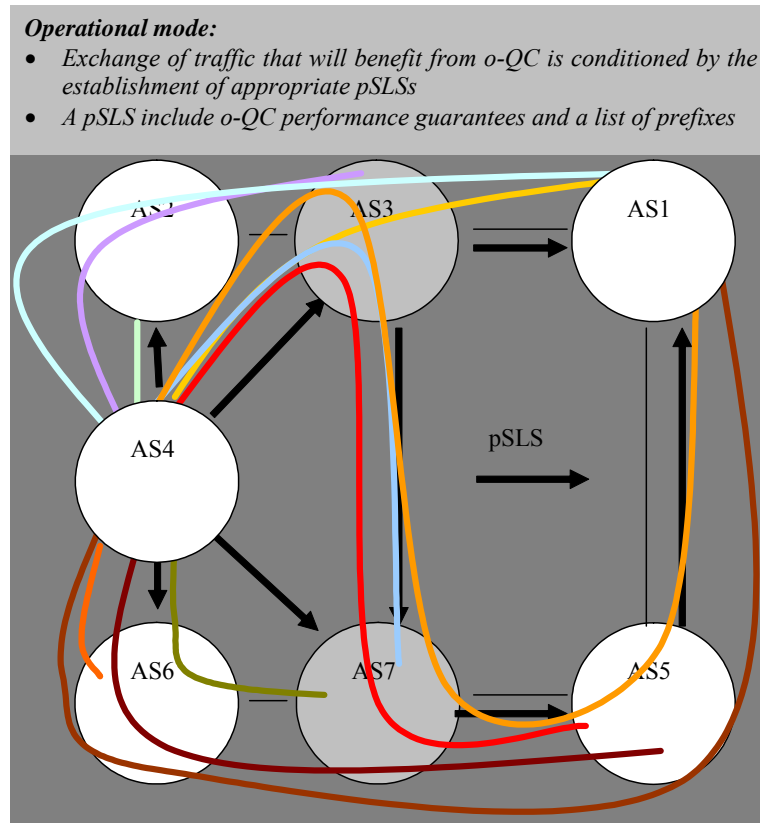 Operational mode:
• Exchange of traffic that will benefit from o-QC is conditioned by the
establishment of appropriate pSLSs
• A pSLS include o-QC performance guarantees and a list of prefixes
AS2
AS3
AS1
AS4
pSLS
AS6
AS7
AS5